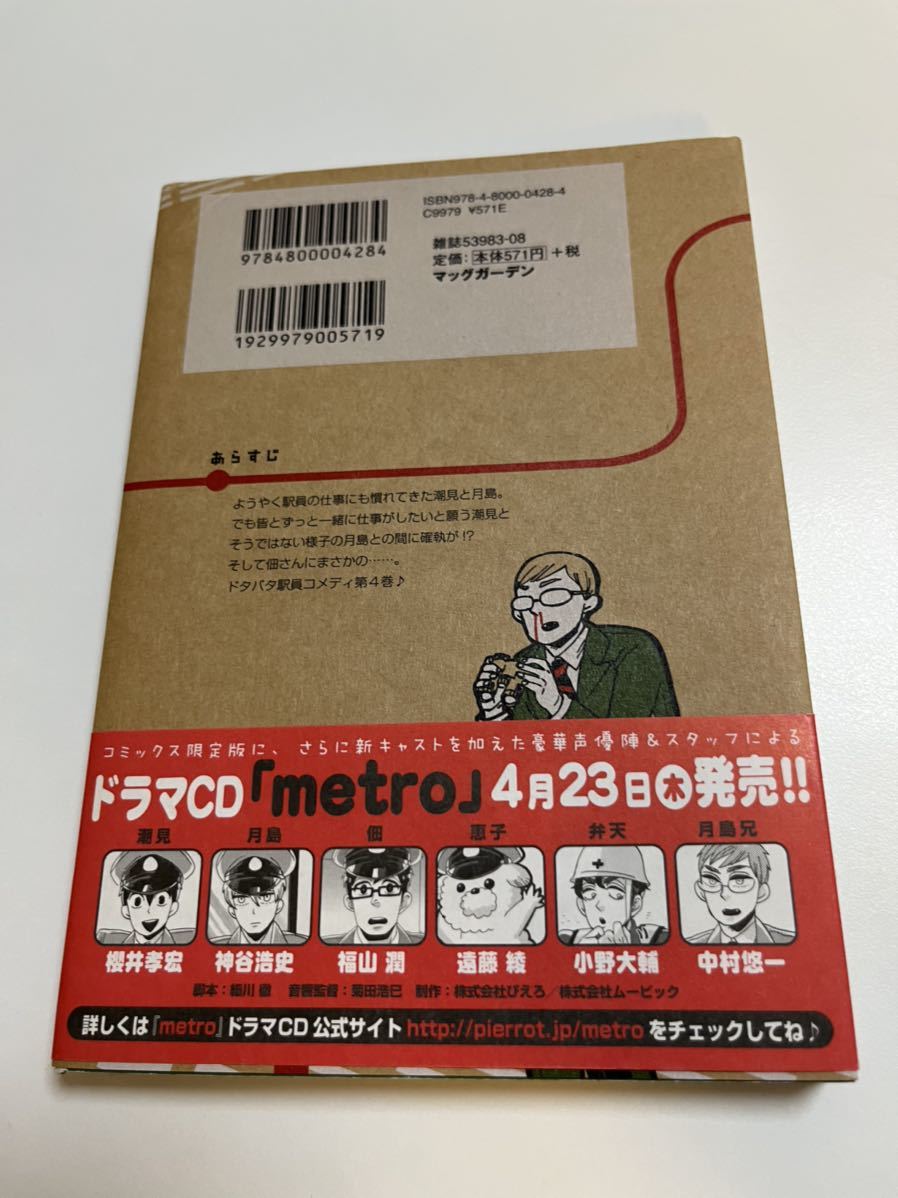 ISBN978-4-8000-0428-4
C9979 ¥571E
9784800004284
雑誌53983-08
定価：本体571円＋税
マッグガーデン
1929979005719
あらすじ
ようやく駅員の仕事にも慣れてきた潮見と月島。
でも皆とずっと一緒に仕事がしたいと願う潮見と
そうではない様子の月島との間に確執が!?
そして佃さんにまさかの……。
ドタバタ駅員コメディ第4巻♪
コミックス限定版に、さらに新キャストを加えた豪華声優陣&スタッフによる
ドラマCD「metro」4月23日木発売!!
潮見 月島 佃 恵子 弁天 月島兄
櫻井孝宏 神谷浩史 福山 潤 遠藤 綾 小野大輔 中村悠一
脚本：細川 徹 音響監督：菊田浩巳 制作：株式会社ぴえろ／株式会社ムービック
詳しくは『metro』ドラマCD 公式サイト http://pierrot.jp/metro をチェックしてね♪